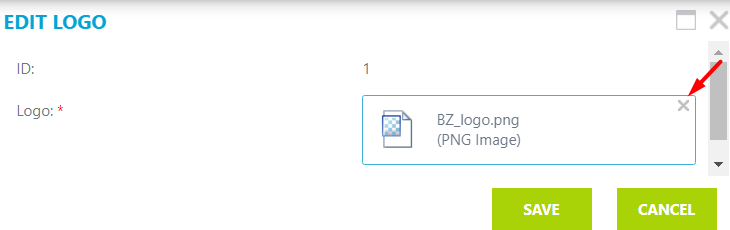 EDIT LOGO
ID: 1
Logo: *
BZ_logo.png
(PNG Image)
SAVE CANCEL